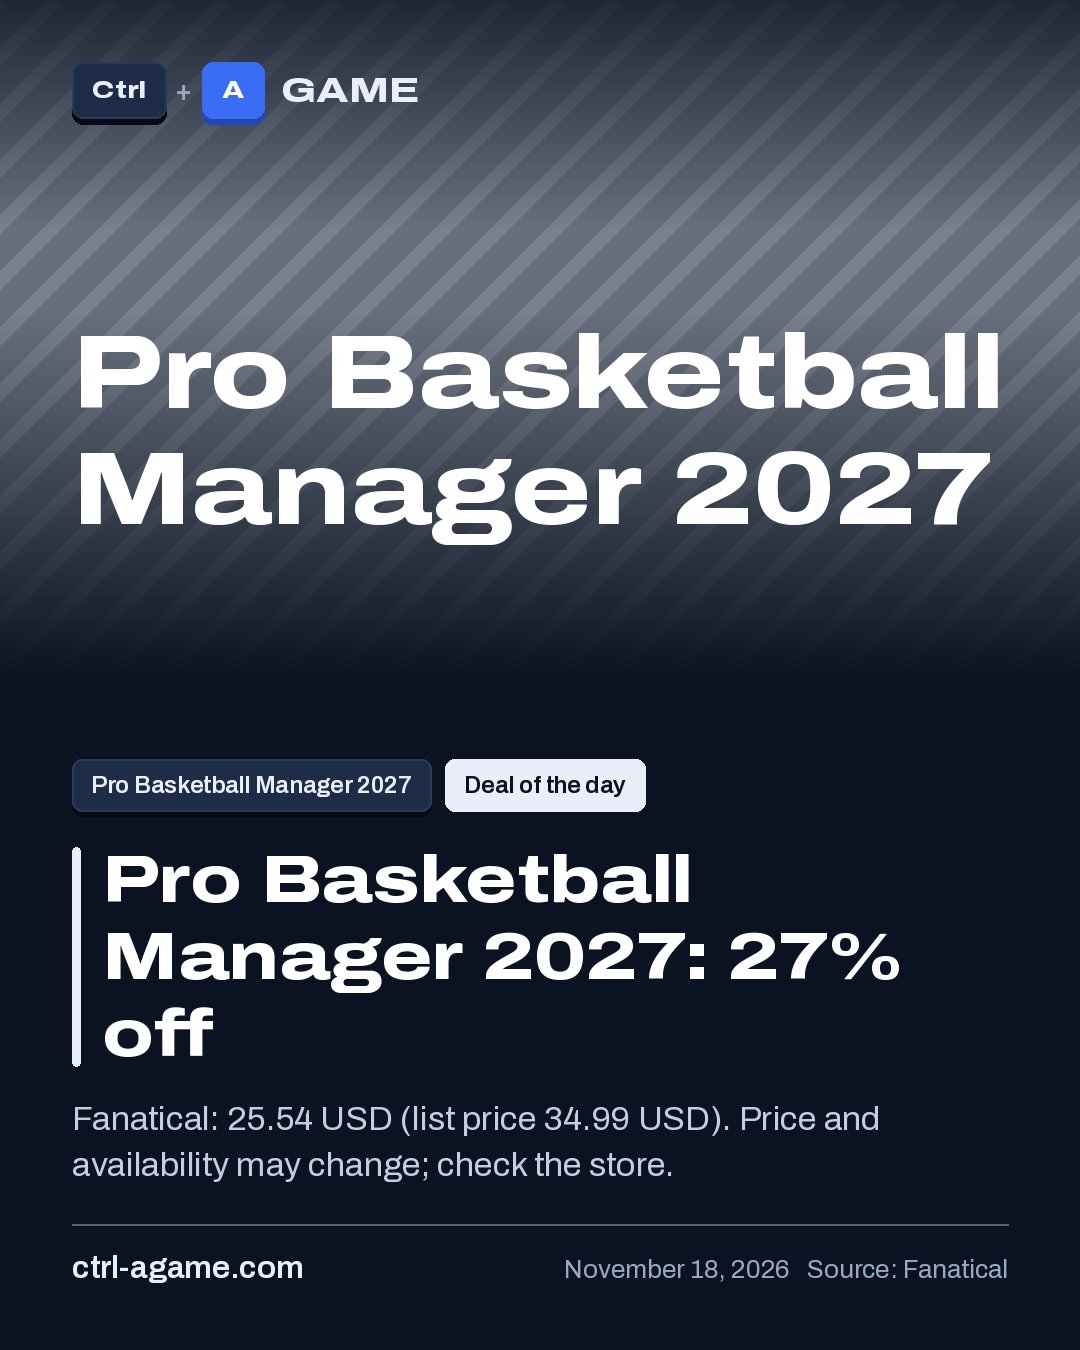 Ctrl + A GAME
Pro Basketball
Manager 2027
Pro Basketball Manager 2027 Deal of the day
Pro Basketball
Manager 2027: 27%
off
Fanatical: 25.54 USD (list price 34.99 USD). Price and
availability may change; check the store.
ctrl-agame.com November 18, 2026 Source: Fanatical